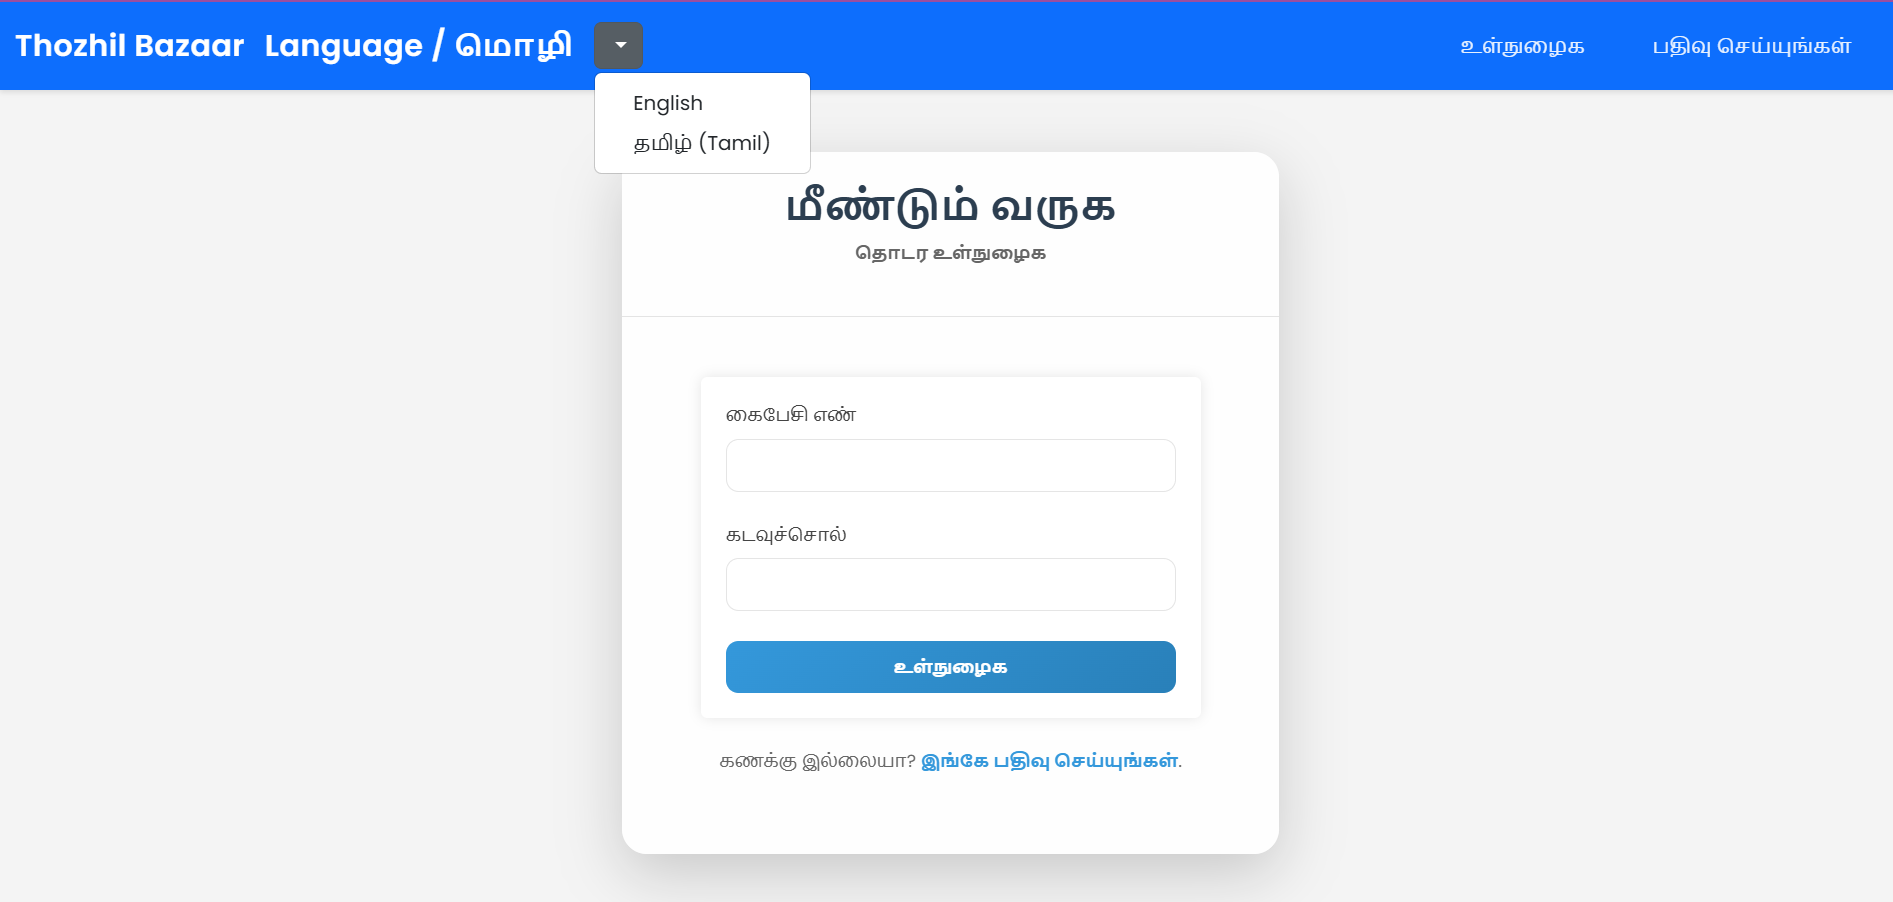 Thozhil Bazaar Language / மொழி
உள்நுழைக
பதிவு செய்யுங்கள்
English
தமிழ் (Tamil)
மீண்டும் வருக
தொடர உள்நுழைக
கைபேசி எண்
கடவுச்சொல்
உள்நுழைக
கணக்கு இல்லையா? இங்கே பதிவு செய்யுங்கள்.